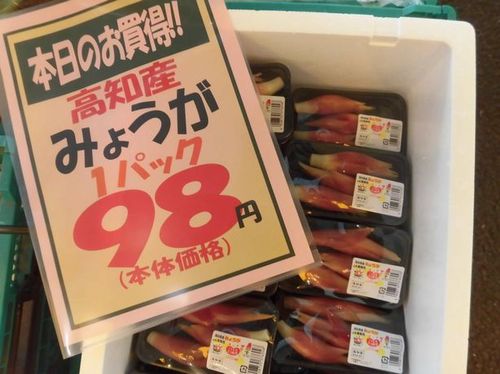 本日のお買得!!
高知産
みょうが
1パック
98円
(本体価格)